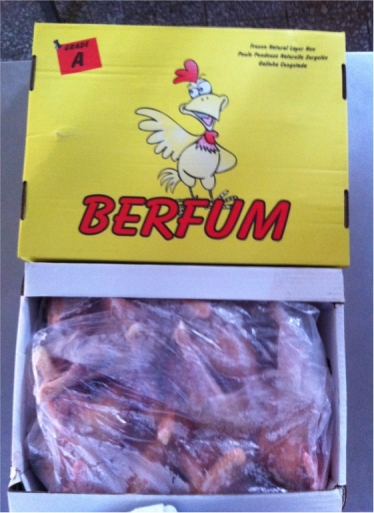 GRADE
A
Frozen Natural Layer Hen
Poule Pondeuse Naturelle Surgelée
Galinha Congelada
BERFUM